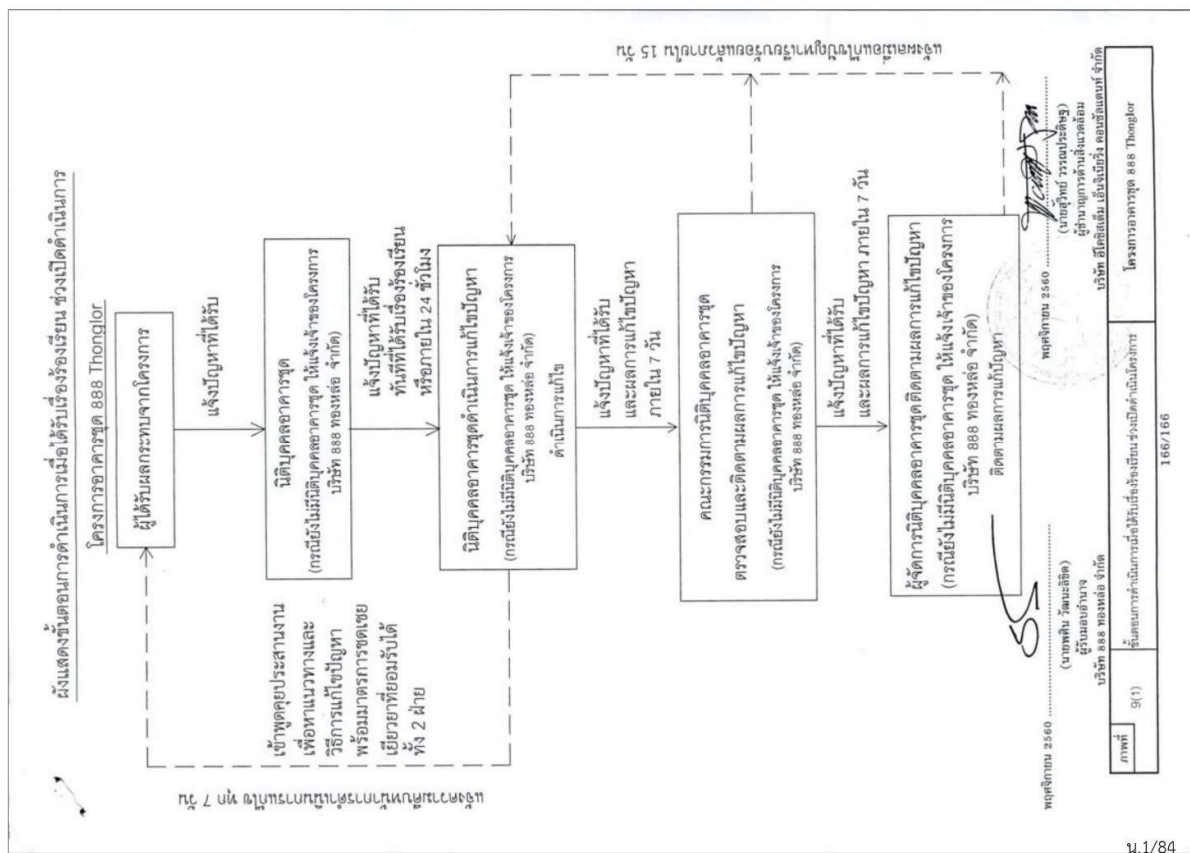 ผังแสดงขั้นตอนการดำเนินการเมื่อได้รับเรื่องร้องเรียน ช่วงเปิดดำเนินการ
โครงการอาคารชุด 888 Thonglor
ผู้ได้รับผลกระทบจากโครงการ
แจ้งปัญหาที่ได้รับ
นิติบุคคลอาคารชุด
(กรณียังไม่มีนิติบุคคลอาคารชุด ให้แจ้งเจ้าของโครงการ
บริษัท 888 ทองหล่อ จำกัด)
แจ้งปัญหาที่ได้รับ
ทันทีที่ได้รับเรื่องร้องเรียน
หรือภายใน 24 ชั่วโมง
เข้าพูดคุยประสานงาน
เพื่อหาแนวทางและ
วิธีการแก้ไขปัญหา
พร้อมมาตรการชดเชย
เยียวยาที่ยอมรับได้
ทั้ง 2 ฝ่าย
แจ้งความคืบหน้าการดำเนินการแก้ไข ทุก 7 วัน
นิติบุคคลอาคารชุดดำเนินการแก้ไขปัญหา
(กรณียังไม่มีนิติบุคคลอาคารชุด ให้แจ้งเจ้าของโครงการ
บริษัท 888 ทองหล่อ จำกัด)
ดำเนินการแก้ไข
แจ้งปัญหาที่ได้รับ
และผลการแก้ไขปัญหา
ภายใน 7 วัน
คณะกรรมการนิติบุคคลอาคารชุด
ตรวจสอบและติดตามผลการแก้ไขปัญหา
(กรณียังไม่มีนิติบุคคลอาคารชุด ให้แจ้งเจ้าของโครงการ
บริษัท 888 ทองหล่อ จำกัด)
แจ้งปัญหาที่ได้รับ
และผลการแก้ไขปัญหา ภายใน 7 วัน
ผู้จัดการนิติบุคคลอาคารชุดติดตามผลการแก้ไขปัญหา
(กรณียังไม่มีนิติบุคคลอาคารชุด ให้แจ้งเจ้าของโครงการ
บริษัท 888 ทองหล่อ จำกัด)
ติดตามผลการแก้ปัญหา
แจ้งผลเมื่อแก้ไขปัญหาเรียบร้อยแล้วภายใน 15 วัน
พฤศจิกายน 2560
(นายพสิน วัฒนะลิขิต)
ผู้รับมอบอำนาจ
บริษัท 888 ทองหล่อ จำกัด
พฤศจิกายน 2560
(นายสุวิทย์ วรรณประดิษฐ)
ผู้ชำนาญการด้านสิ่งแวดล้อม
บริษัท อีโคซิสเต็ม เอ็นจิเนียริ่ง คอนซัลแตนท์ จำกัด
ภาพที่
9(1)
ขั้นตอนการดำเนินการเมื่อได้รับเรื่องร้องเรียน ช่วงเปิดดำเนินโครงการ
โครงการอาคารชุด 888 Thonglor
166/166
น.1/84